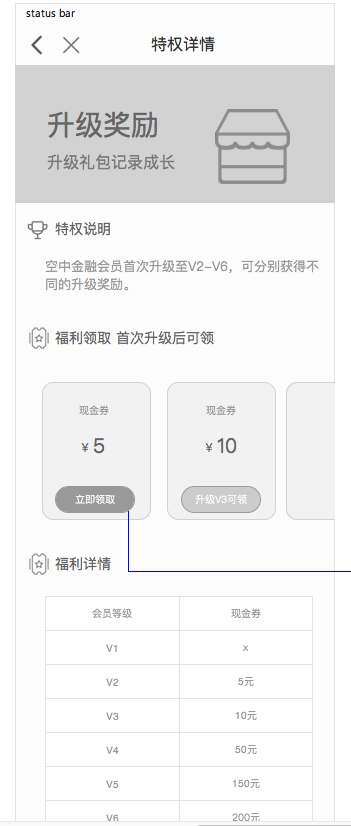 status bar
特权详情
升级奖励
升级礼包记录成长
特权说明
空中金融会员首次升级至V2-V6，可分别获得不
同的升级奖励。
福利领取 首次升级后可领
现金券 现金券
¥ 5 ¥ 10
立即领取 升级V3可领
福利详情
会员等级 现金券
V1 x
V2 5元
V3 10元
V4 50元
V5 150元
V6 200元